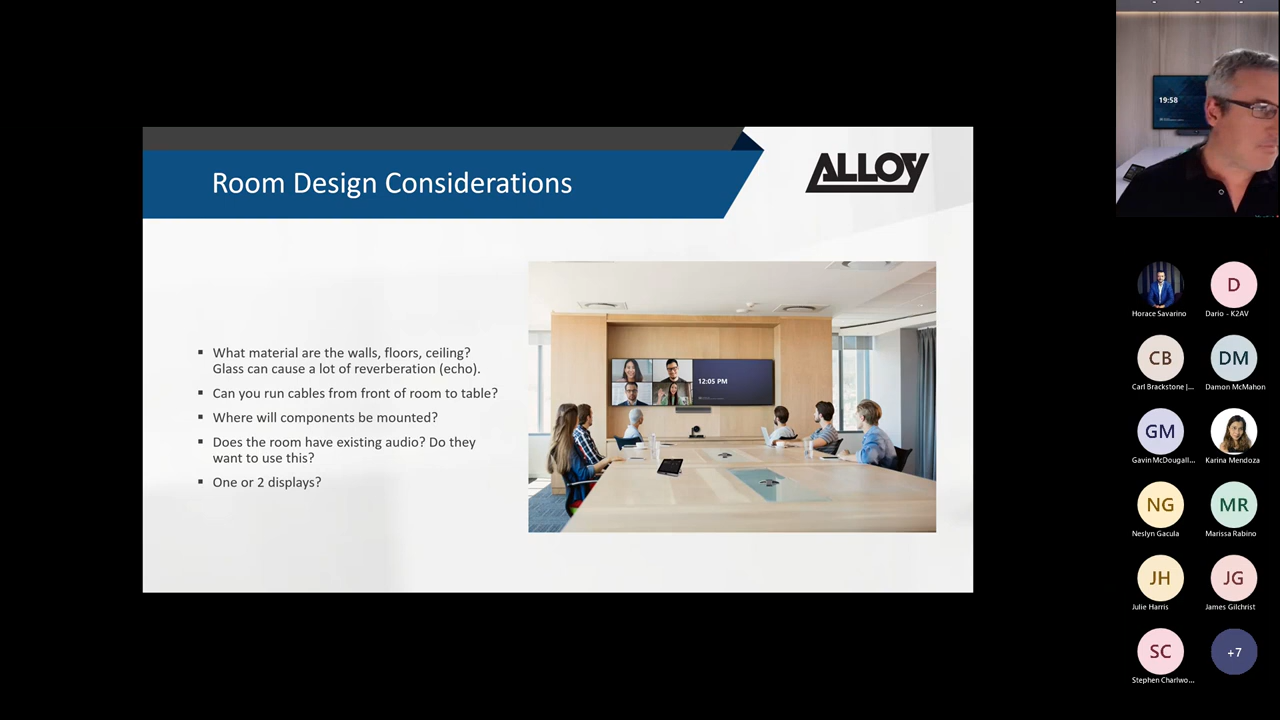 Room Design Considerations
ALLOY
What material are the walls, floors, ceiling?
Glass can cause a lot of reverberation (echo).
Can you run cables from front of room to table?
Where will components be mounted?
Does the room have existing audio? Do they
want to use this?
One or 2 displays?
12:05 PM
19:58
Horace Savarino
D
Dario - K2AV
CB
Carl Brackstone |...
DM
Damon McMahon
GM
Gavin McDougall...
Karina Mendoza
NG
Neslyn Gacula
MR
Marissa Rabino
JH
Julie Harris
JG
James Gilchrist
SC
Stephen Charlwo...
+7